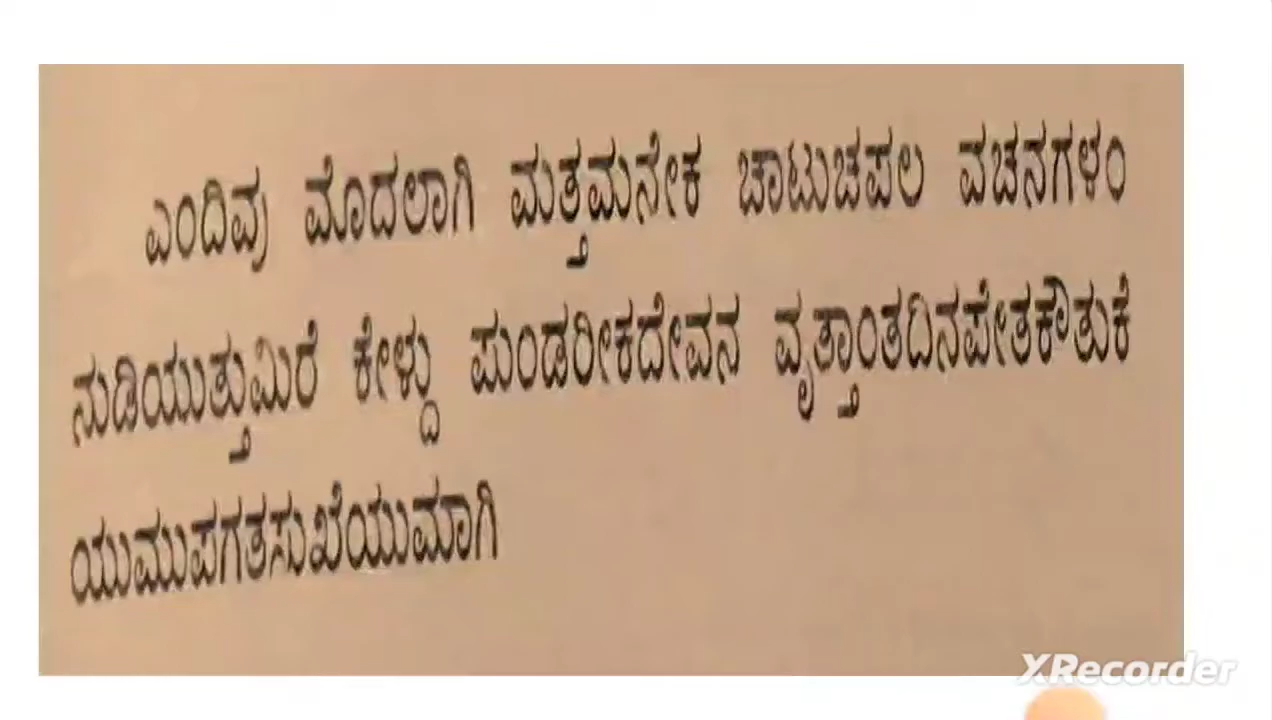 ಎಂದಿವು ಮೊದಲಾಗಿ ಮತ್ತಮನೇಕ ಚಾಟುಚಪಲ ವಚನಗಳಂ
ನುಡಿಯುತ್ತುಮಿರೆ ಕೇಳ್ದು ಪುಂಡರೀಕದೇವನ ವೃತ್ತಾಂತದಿನಪೇತಕೌತುಕೆ
ಯುಮುಪಗತಸುಖೆಯುಮಾಗಿ
XRecorder